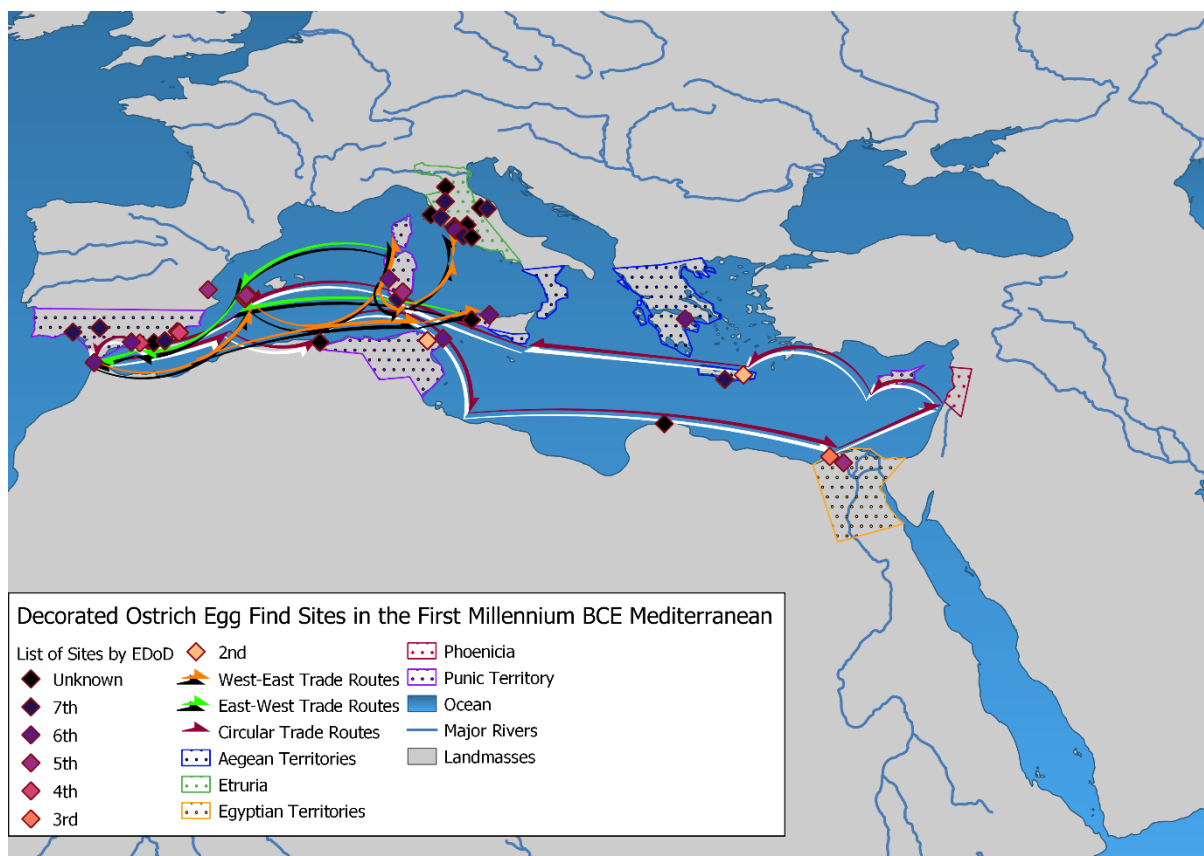 Decorated Ostrich Egg Find Sites in the First Millennium BCE Mediterranean
List of Sites by EDoD
Unknown
7th
6th
5th
4th
3rd
2nd
West-East Trade Routes
East-West Trade Routes
Circular Trade Routes
Aegean Territories
Etruria
Egyptian Territories
Phoenicia
Punic Territory
Ocean
Major Rivers
Landmasses